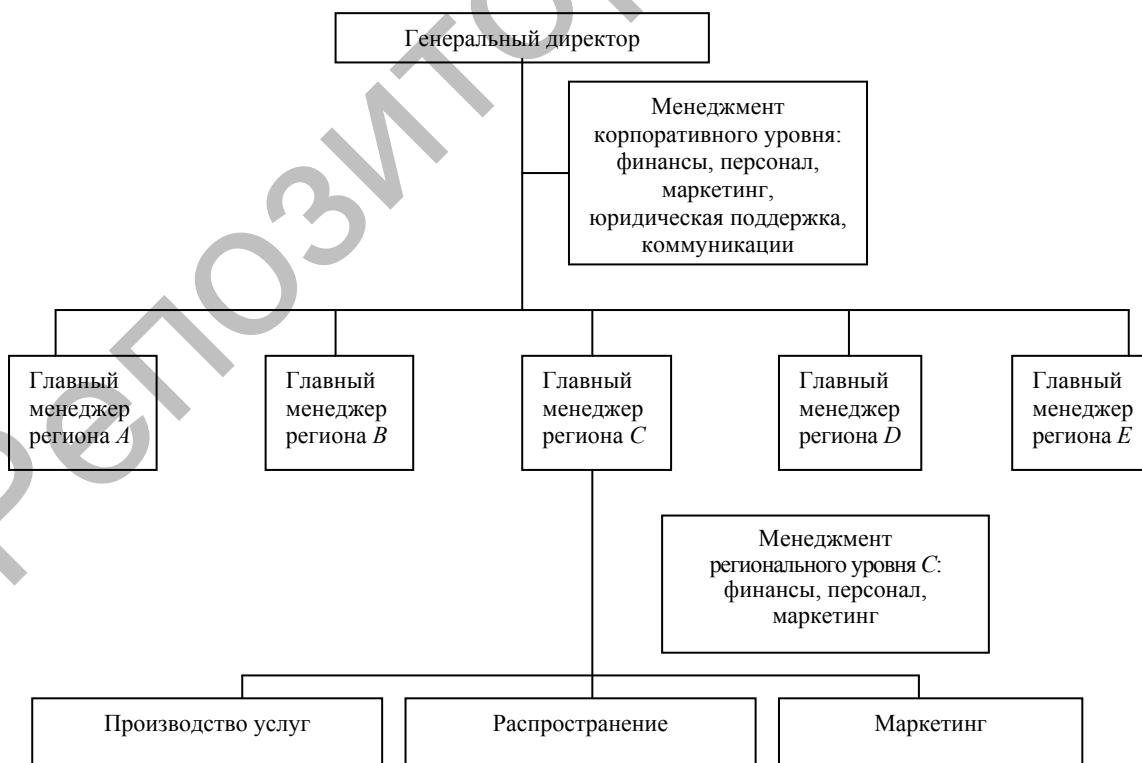 Генеральный директор
Менеджмент
корпоративного уровня:
финансы, персонал,
маркетинг,
юридическая поддержка,
коммуникации
Главный
менеджер
региона A
Главный
менеджер
региона B
Главный
менеджер
региона C
Главный
менеджер
региона D
Главный
менеджер
региона E
Менеджмент
регионального уровня C:
финансы, персонал,
маркетинг
Производство услуг
Распространение
Маркетинг